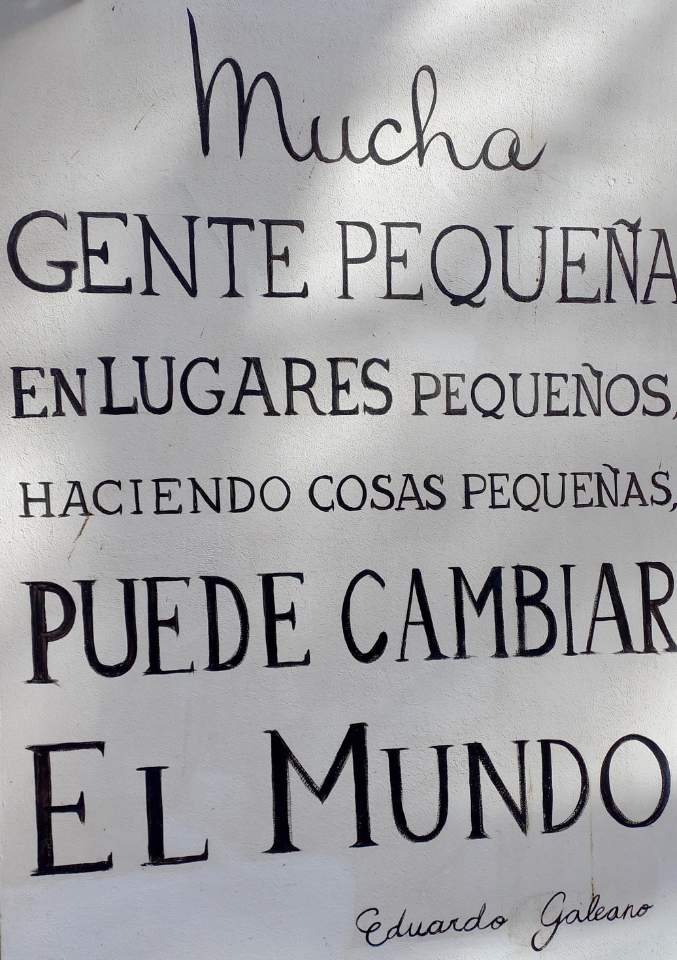 Mucha
GENTE PEQUEÑA
EN LUGARES PEQUEÑOS,
HACIENDO COSAS PEQUEÑAS,
PUEDE CAMBIAR
EL MUNDO
Eduardo Galeano